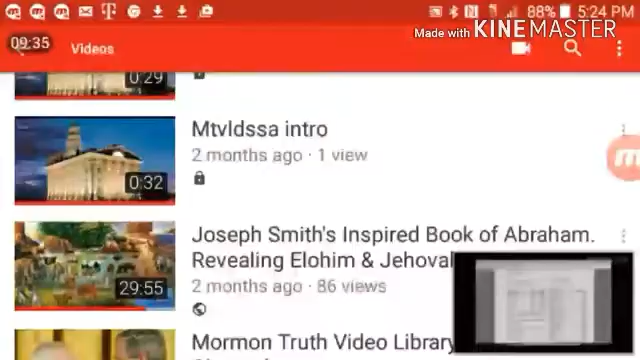 88% 5:24 PM
Made with KINEMASTER
09:35
Videos
0:29
Mtvldssa intro
2 months ago · 1 view
0:32
Joseph Smith's Inspired Book of Abraham.
Revealing Elohim & Jehovah
2 months ago · 86 views
29:55
Mormon Truth Video Library